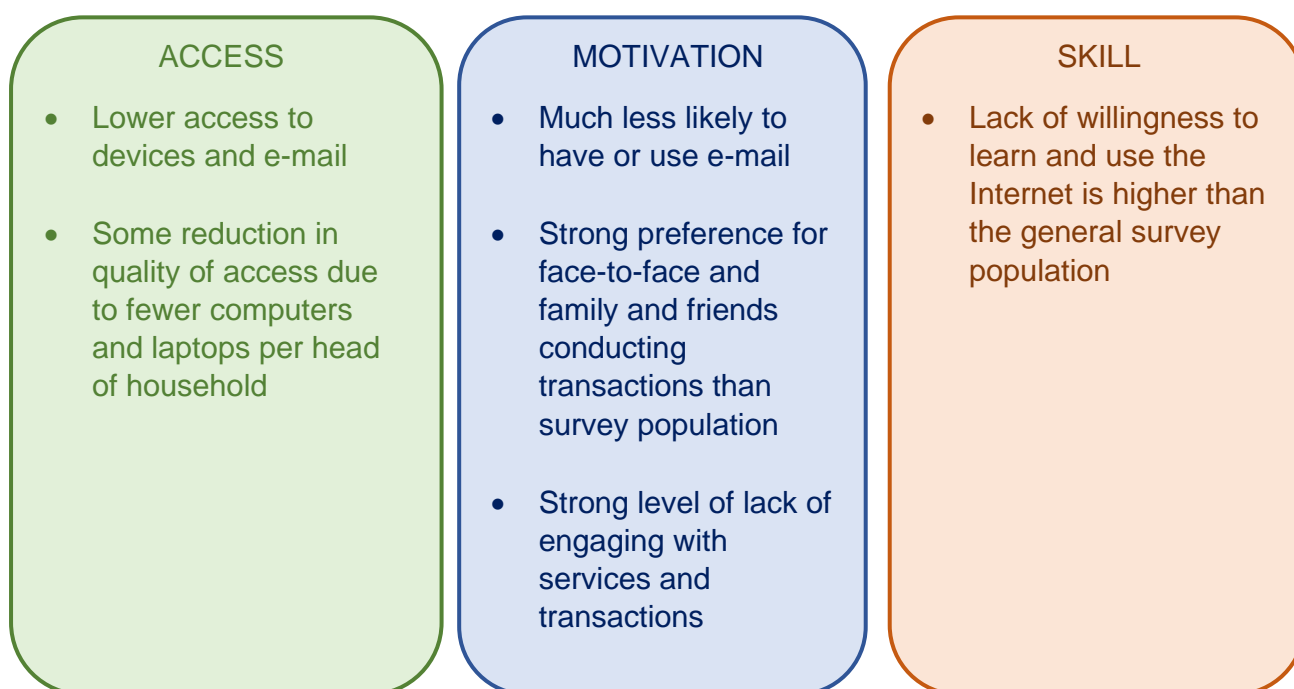 ACCESS
• Lower access to
devices and e-mail
• Some reduction in
quality of access due
to fewer computers
and laptops per head
of household
MOTIVATION
• Much less likely to
have or use e-mail
• Strong preference for
face-to-face and
family and friends
conducting
transactions than
survey population
• Strong level of lack of
engaging with
services and
transactions
SKILL
• Lack of willingness to
learn and use the
Internet is higher than
the general survey
population